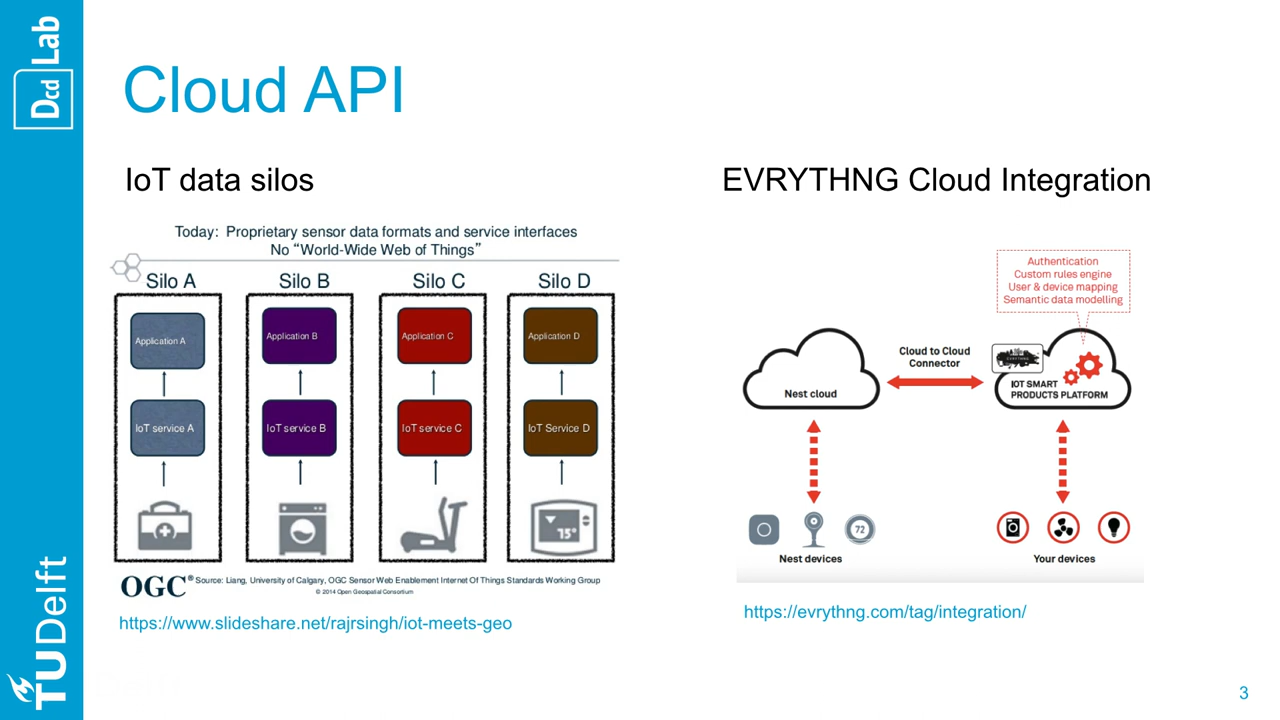 Dcd Lab
TUDelft
Cloud API
IoT data silos
Today: Proprietary sensor data formats and service interfaces
No “World-Wide Web of Things”
Silo A
Silo B
Silo C
Silo D
Application A
Application B
Application C
Application D
IoT service A
IoT service B
IoT service C
IoT Service D
75°
OGC® Source: Liang, University of Calgary, OGC Sensor Web Enablement Internet Of Things Standards Working Group
© 2014 Open Geospatial Consortium
https://www.slideshare.net/rajrsingh/iot-meets-geo
EVRYTHNG Cloud Integration
Authentication
Custom rules engine
User & device mapping
Semantic data modelling
Nest cloud
Cloud to Cloud
Connector
EVRYTHNG
IOT SMART
PRODUCTS PLATFORM
72
Nest devices
Your devices
https://evrythng.com/tag/integration/
3